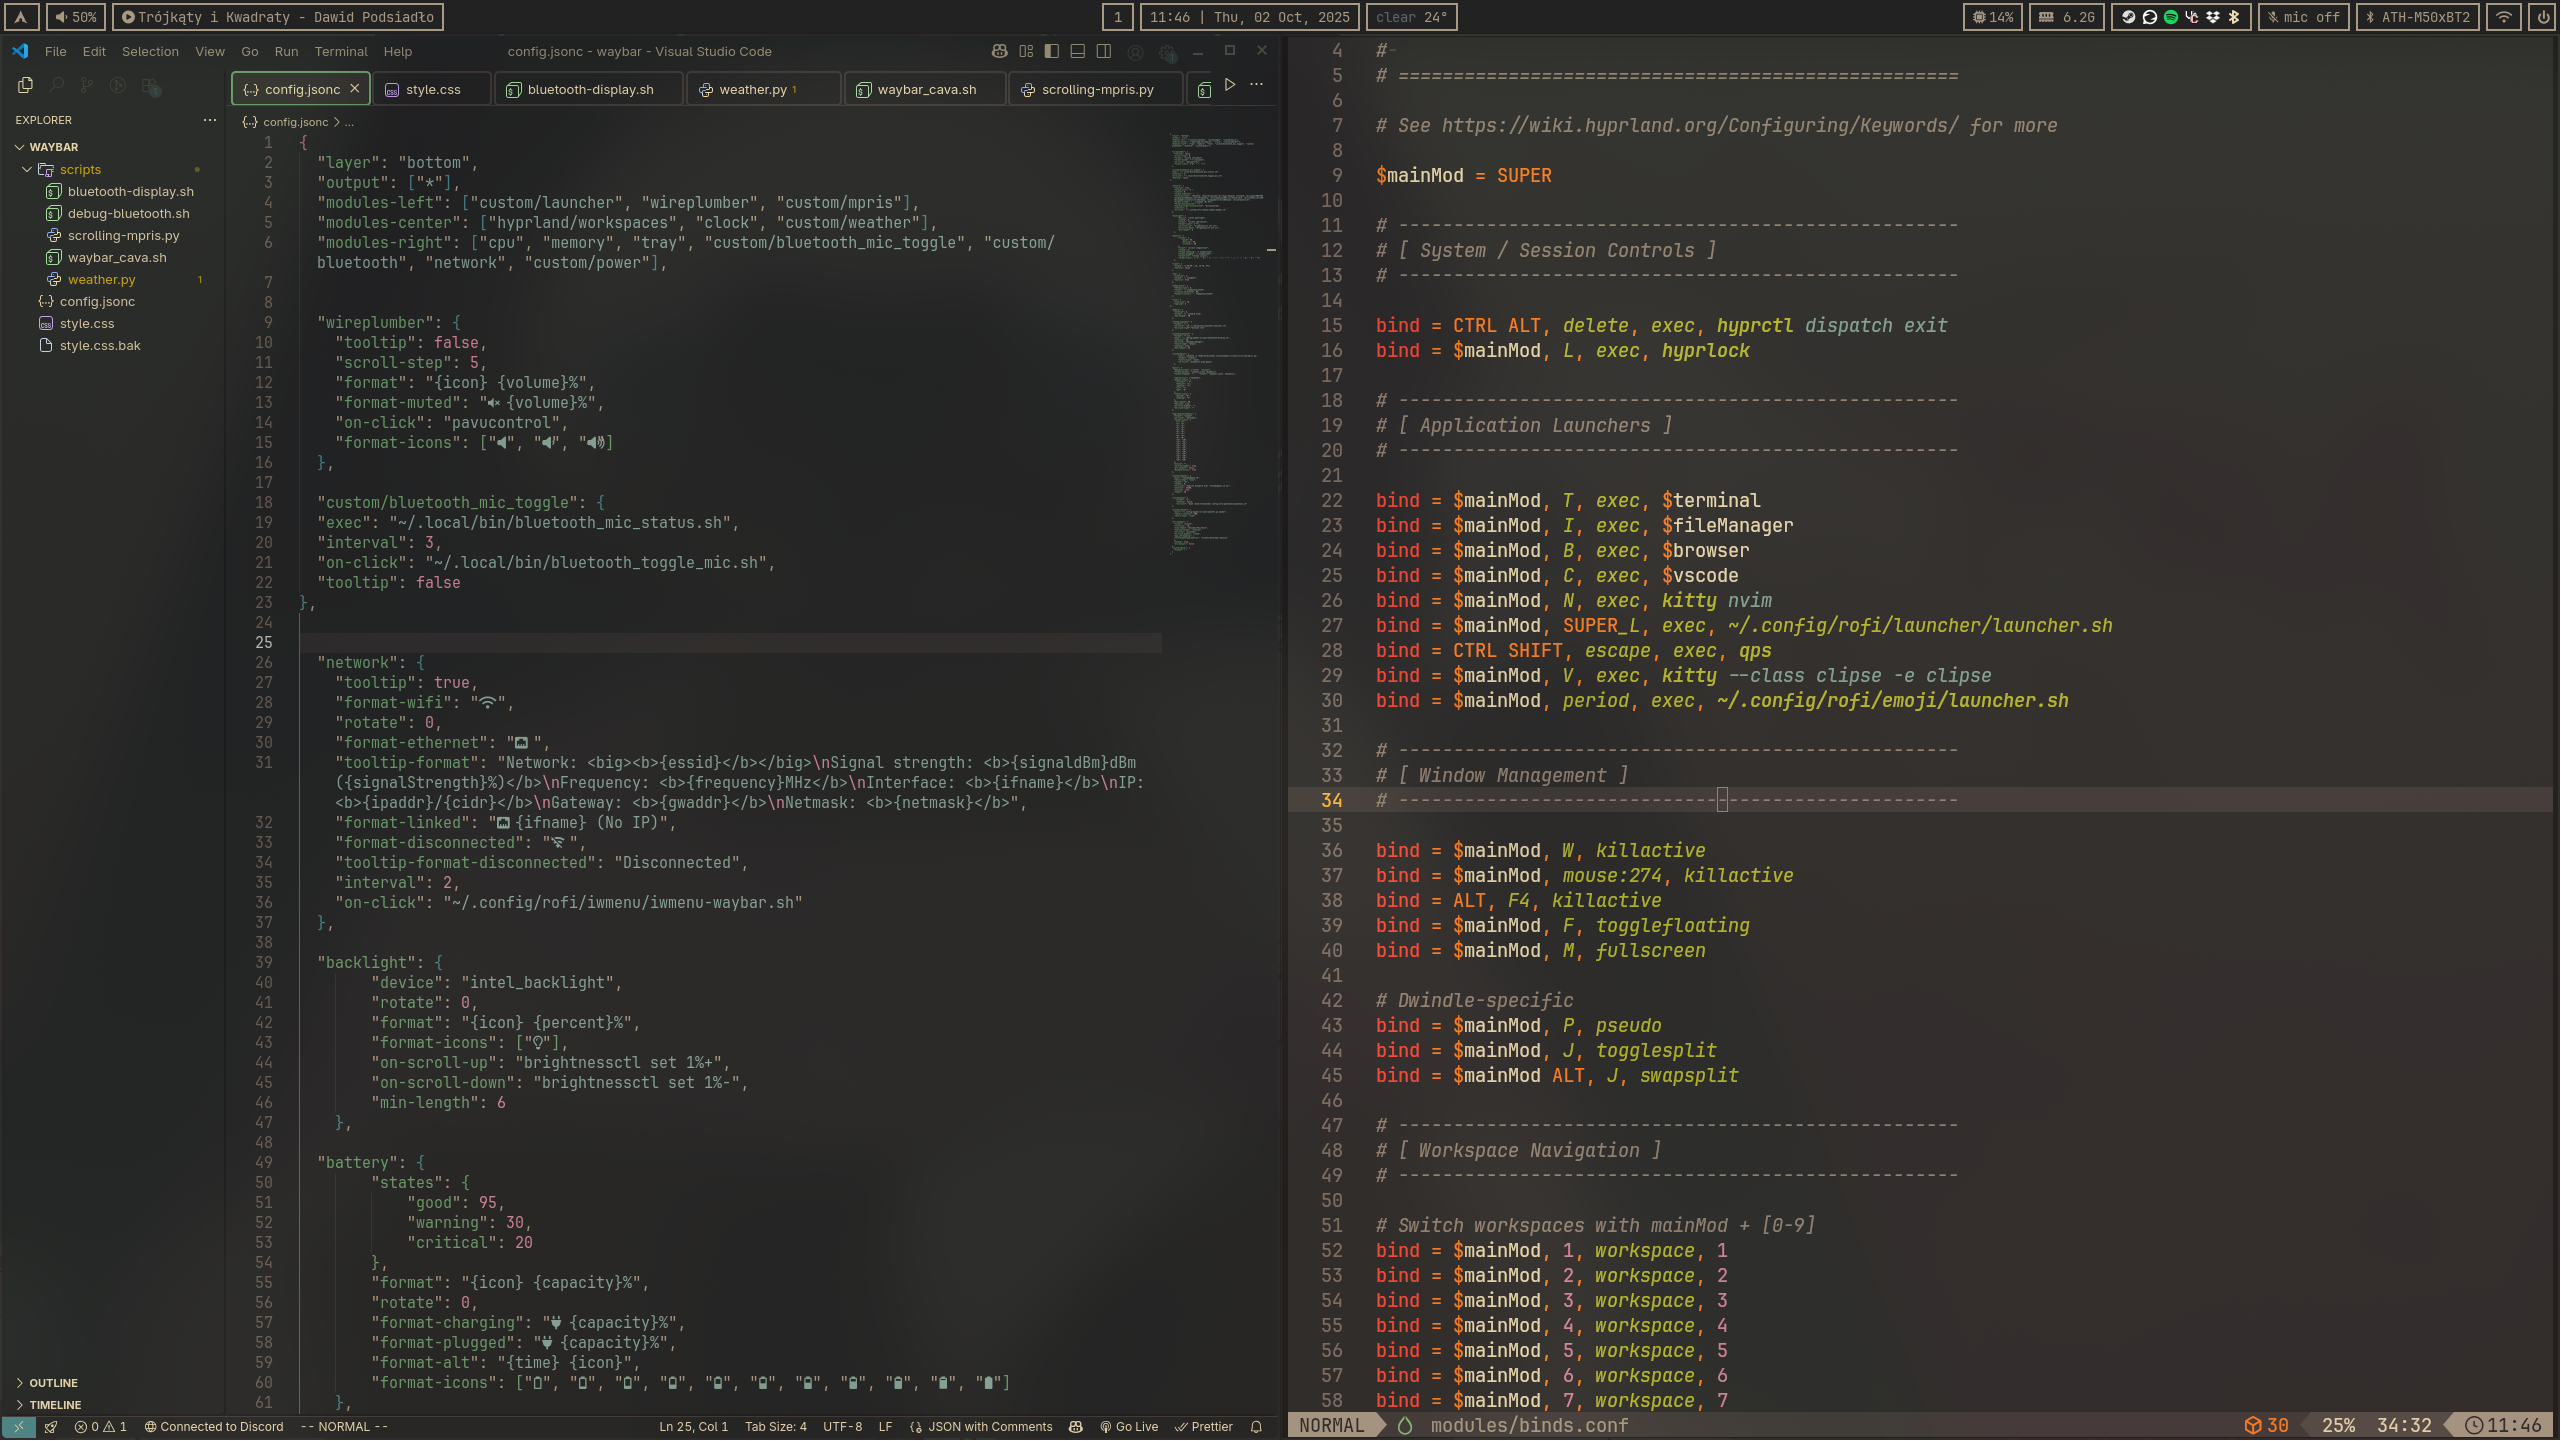 50%
Trójkąty i Kwadraty - Dawid Podsiadło
1
11:46 | Thu, 02 Oct, 2025
clear 24°
14%
6.2G
mic off
ATH-M50xBT2
File Edit Selection View Go Run Terminal Help
config.jsonc - waybar - Visual Studio Code
EXPLORER
WAYBAR
scripts
bluetooth-display.sh
debug-bluetooth.sh
scrolling-mpris.py
waybar_cava.sh
weather.py 1
config.jsonc
style.css
style.css.bak
OUTLINE
TIMELINE
config.jsonc
style.css
bluetooth-display.sh
weather.py 1
waybar_cava.sh
scrolling-mpris.py
config.jsonc > ...
1 {
2 "layer": "bottom",
3 "output": ["*"],
4 "modules-left": ["custom/launcher", "wireplumber", "custom/mpris"],
5 "modules-center": ["hyprland/workspaces", "clock", "custom/weather"],
6 "modules-right": ["cpu", "memory", "tray", "custom/bluetooth_mic_toggle", "custom/
bluetooth", "network", "custom/power"],
7
8
9 "wireplumber": {
10 "tooltip": false,
11 "scroll-step": 5,
12 "format": "{icon} {volume}%",
13 "format-muted": " {volume}%",
14 "on-click": "pavucontrol",
15 "format-icons": ["", "", ""]
16 },
17
18 "custom/bluetooth_mic_toggle": {
19 "exec": "~/.local/bin/bluetooth_mic_status.sh",
20 "interval": 3,
21 "on-click": "~/.local/bin/bluetooth_toggle_mic.sh",
22 "tooltip": false
23 },
24
25
26 "network": {
27 "tooltip": true,
28 "format-wifi": "",
29 "rotate": 0,
30 "format-ethernet": " ",
31 "tooltip-format": "Network: <big><b>{essid}</b></big>\nSignal strength: <b>{signaldBm}dBm
({signalStrength}%)</b>\nFrequency: <b>{frequency}MHz</b>\nInterface: <b>{ifname}</b>\nIP:
<b>{ipaddr}/{cidr}</b>\nGateway: <b>{gwaddr}</b>\nNetmask: <b>{netmask}</b>",
32 "format-linked": " {ifname} (No IP)",
33 "format-disconnected": " ",
34 "tooltip-format-disconnected": "Disconnected",
35 "interval": 2,
36 "on-click": "~/.config/rofi/iwmenu/iwmenu-waybar.sh"
37 },
38
39 "backlight": {
40 "device": "intel_backlight",
41 "rotate": 0,
42 "format": "{icon} {percent}%",
43 "format-icons": [""],
44 "on-scroll-up": "brightnessctl set 1%+",
45 "on-scroll-down": "brightnessctl set 1%-",
46 "min-length": 6
47 },
48
49 "battery": {
50 "states": {
51 "good": 95,
52 "warning": 30,
53 "critical": 20
54 },
55 "format": "{icon} {capacity}%",
56 "rotate": 0,
57 "format-charging": " {capacity}%",
58 "format-plugged": " {capacity}%",
59 "format-alt": "{time} {icon}",
60 "format-icons": ["", "", "", "", "", "", "", "", "", "", ""]
61 },
0 1 Connected to Discord -- NORMAL --
Ln 25, Col 1 Tab Size: 4 UTF-8 LF JSON with Comments Go Live Prettier
4 #-
5 # ===================================================
6
7 # See https://wiki.hyprland.org/Configuring/Keywords/ for more
8
9 $mainMod = SUPER
10
11 # ---------------------------------------------------
12 # [ System / Session Controls ]
13 # ---------------------------------------------------
14
15 bind = CTRL ALT, delete, exec, hyprctl dispatch exit
16 bind = $mainMod, L, exec, hyprlock
17
18 # ---------------------------------------------------
19 # [ Application Launchers ]
20 # ---------------------------------------------------
21
22 bind = $mainMod, T, exec, $terminal
23 bind = $mainMod, I, exec, $fileManager
24 bind = $mainMod, B, exec, $browser
25 bind = $mainMod, C, exec, $vscode
26 bind = $mainMod, N, exec, kitty nvim
27 bind = $mainMod, SUPER_L, exec, ~/.config/rofi/launcher/launcher.sh
28 bind = CTRL SHIFT, escape, exec, qps
29 bind = $mainMod, V, exec, kitty --class clipse -e clipse
30 bind = $mainMod, period, exec, ~/.config/rofi/emoji/launcher.sh
31
32 # ---------------------------------------------------
33 # [ Window Management ]
34 # ---------------------------------------------------
35
36 bind = $mainMod, W, killactive
37 bind = $mainMod, mouse:274, killactive
38 bind = ALT, F4, killactive
39 bind = $mainMod, F, togglefloating
40 bind = $mainMod, M, fullscreen
41
42 # Dwindle-specific
43 bind = $mainMod, P, pseudo
44 bind = $mainMod, J, togglesplit
45 bind = $mainMod ALT, J, swapsplit
46
47 # ---------------------------------------------------
48 # [ Workspace Navigation ]
49 # ---------------------------------------------------
50
51 # Switch workspaces with mainMod + [0-9]
52 bind = $mainMod, 1, workspace, 1
53 bind = $mainMod, 2, workspace, 2
54 bind = $mainMod, 3, workspace, 3
55 bind = $mainMod, 4, workspace, 4
56 bind = $mainMod, 5, workspace, 5
57 bind = $mainMod, 6, workspace, 6
58 bind = $mainMod, 7, workspace, 7
NORMAL modules/binds.conf 30 25% 34:32 11:46